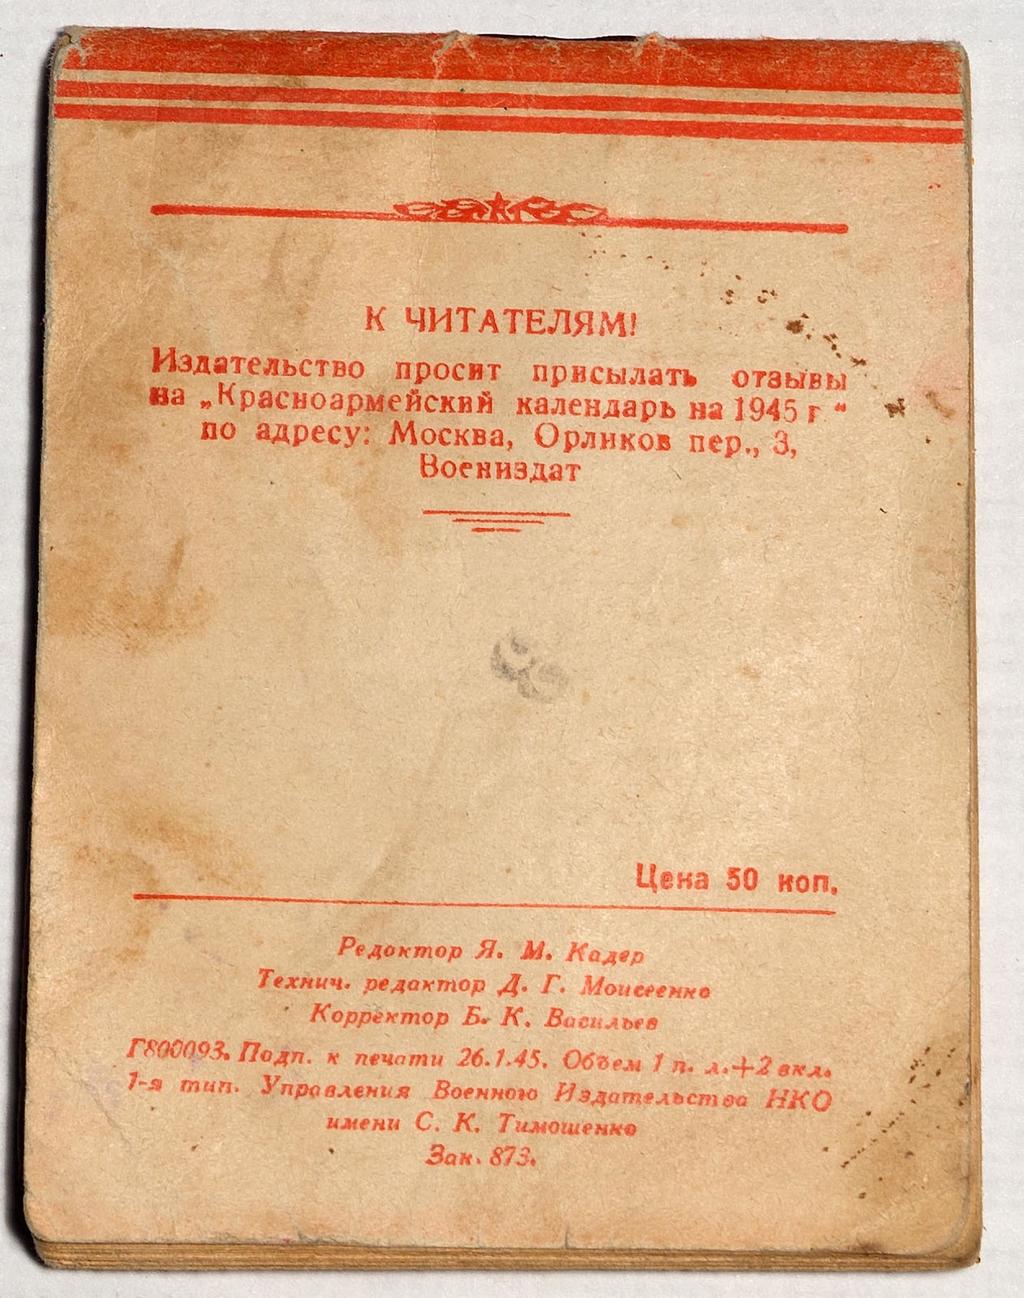 К ЧИТАТЕЛЯМ!
Издательство просит присылать отзывы
на „Красноармейский календарь на 1945 г “
по адресу: Москва, Орликов пер., 3,
Воениздат
Цена 50 коп.
Редактор Я. М. Кадер
Технич. редактор Д. Г. Моисеенко
Корректор Б. К. Васильев
Г800093. Подп. к печати 26.1.45. Объем 1 п. л.+2 вкл.
1-я тип. Управления Военного Издательства НКО
имени С. К. Тимошенко
Зак. 873.